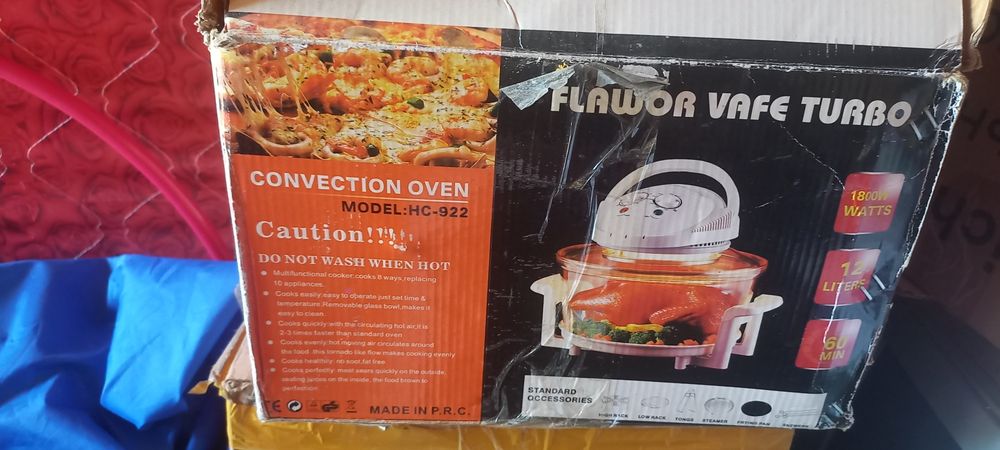 FLAWOR VAFE TURBO
CONVECTION OVEN
MODEL:HC-922
Caution!!!
DO NOT WASH WHEN HOT
Multifunctional cooker:cooks 8 ways,replacing
10 appliances.
Cooks easily:easy to operate just set time &
temperature.Removable glass bowl,makes it
easy to clean.
Cooks quickly:with the circulating hot air,it is
2-3 times faster than standard oven
Cooks evenly:hot moving air circulates around
the food .this tornado like flow makes cooking evenly
Cooks healthily: no soot,fat free
Cooks perfectly: most sears quickly on the outside,
sealing juices on the inside, the food brown to
perfection
CE GS
MADE IN P.R.C.
1800W
WATTS
12
LITERS
60
MIN
STANDARD
OCCESSORIES
HIGH RACK LOW RACK TONGS STEAMER FRYING PAN